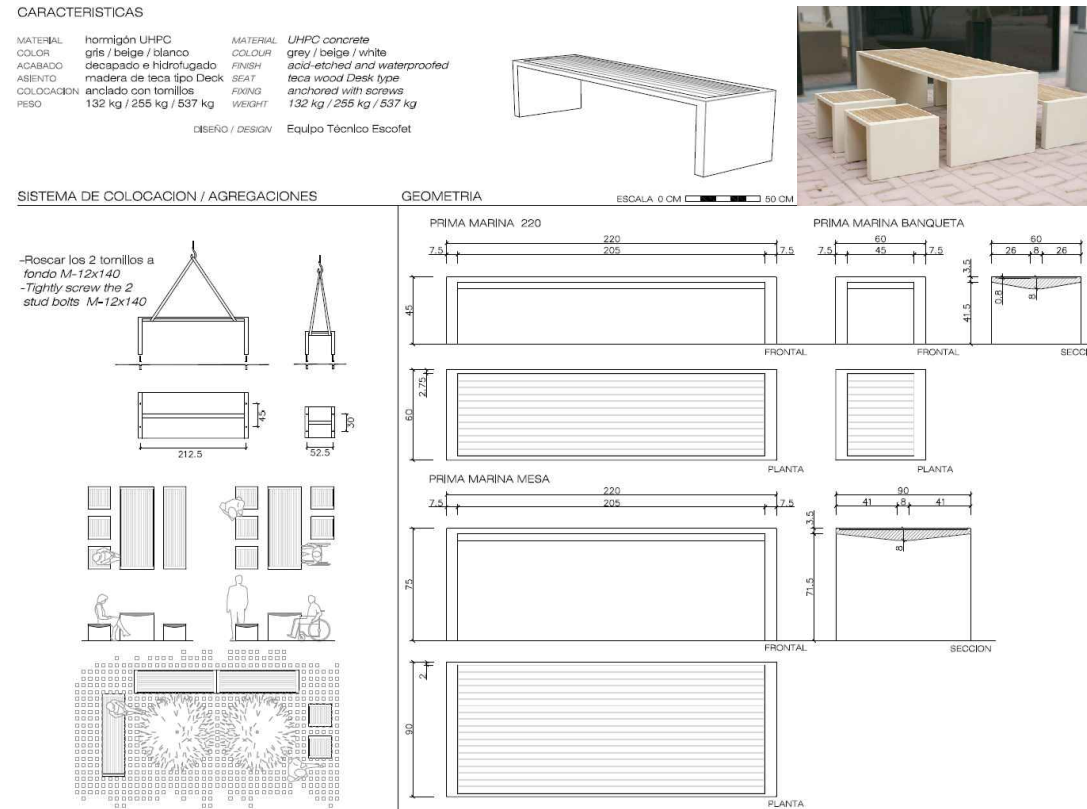 CARACTERISTICAS
MATERIAL hormigón UHPC MATERIAL UHPC concrete
COLOR gris / beige / blanco COLOUR grey / beige / white
ACABADO decapado e hidrofugado FINISH acid-etched and waterproofed
ASIENTO madera de teca tipo Deck SEAT teca wood Desk type
COLOCACION anclado con tornillos FIXING anchored with screws
PESO 132 kg / 255 kg / 537 kg WEIGHT 132 kg / 255 kg / 537 kg
DISEÑO / DESIGN Equipo Técnico Escofet
SISTEMA DE COLOCACION / AGREGACIONES
-Roscar los 2 tornillos a
fondo M-12x140
-Tightly screw the 2
stud bolts M-12x140
45
30
212.5
52.5
GEOMETRIA
ESCALA 0 CM 50 CM
PRIMA MARINA 220
220
7.5 205 7.5
45
FRONTAL
2.75
60
PLANTA
PRIMA MARINA BANQUETA
60
7.5 45 7.5
FRONTAL
60
26 8 26
3.5
0.8
8
41.5
SECC
PLANTA
PRIMA MARINA MESA
220
7.5 205 7.5
75
FRONTAL
90
41 8 41
3.5
8
71.5
SECCION
2
90
PLANTA